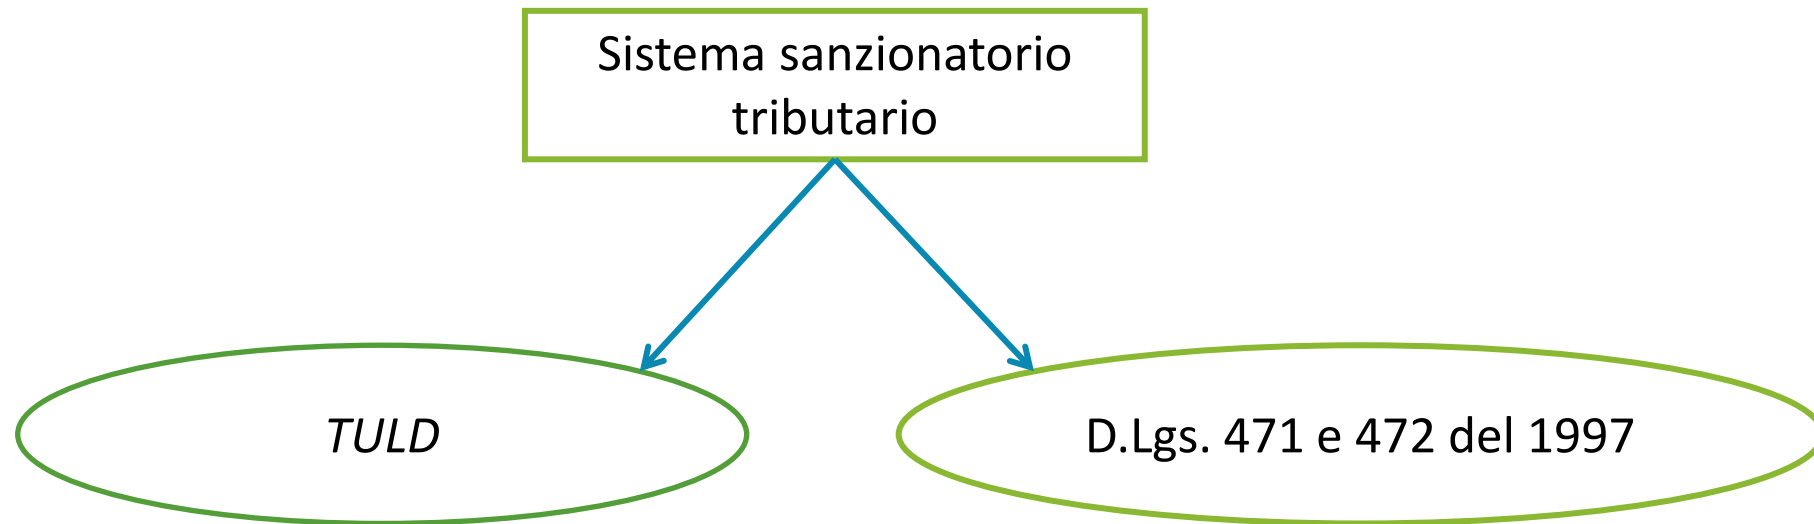 Sistema sanzionatorio
tributario
TULD
D.Lgs. 471 e 472 del 1997